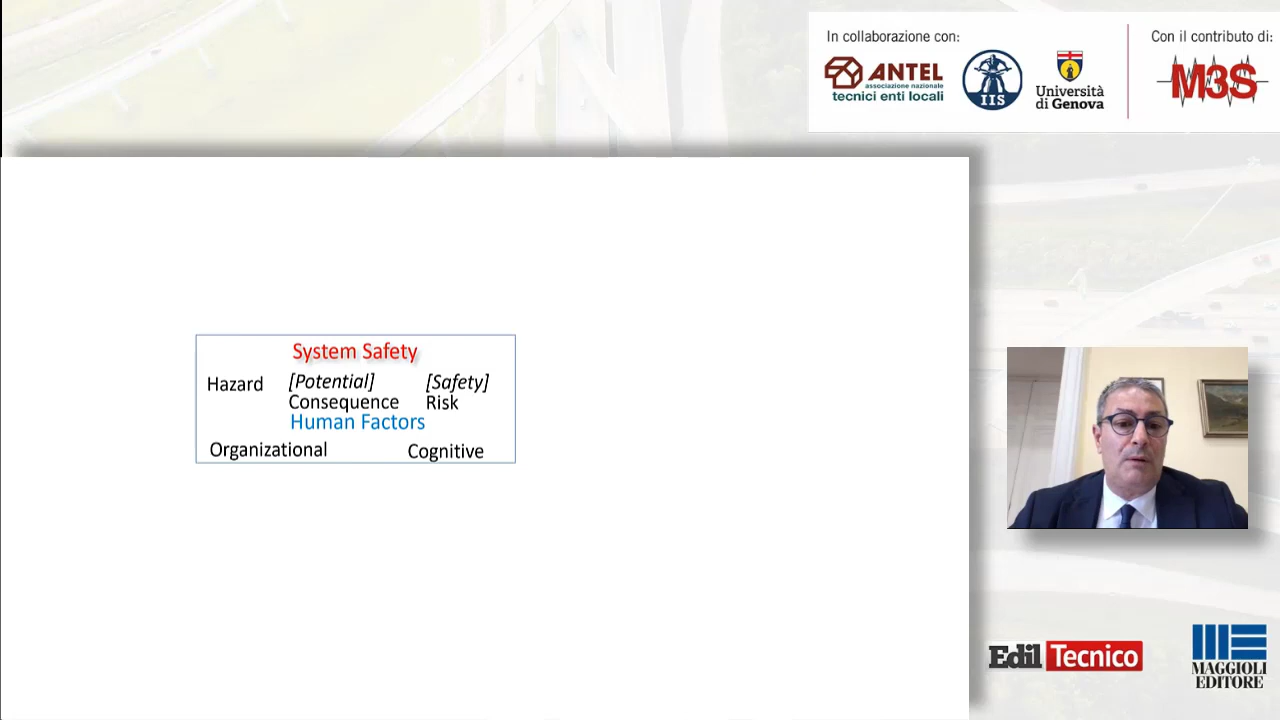 In collaborazione con:
Con il contributo di:
ANTEL
associazione nazionale
tecnici enti locali
IIS
Università
di Genova
M3S
System Safety
Hazard [Potential] [Safety]
Consequence Risk
Human Factors
Organizational Cognitive
Edil Tecnico
MAGGIOLI
EDITORE